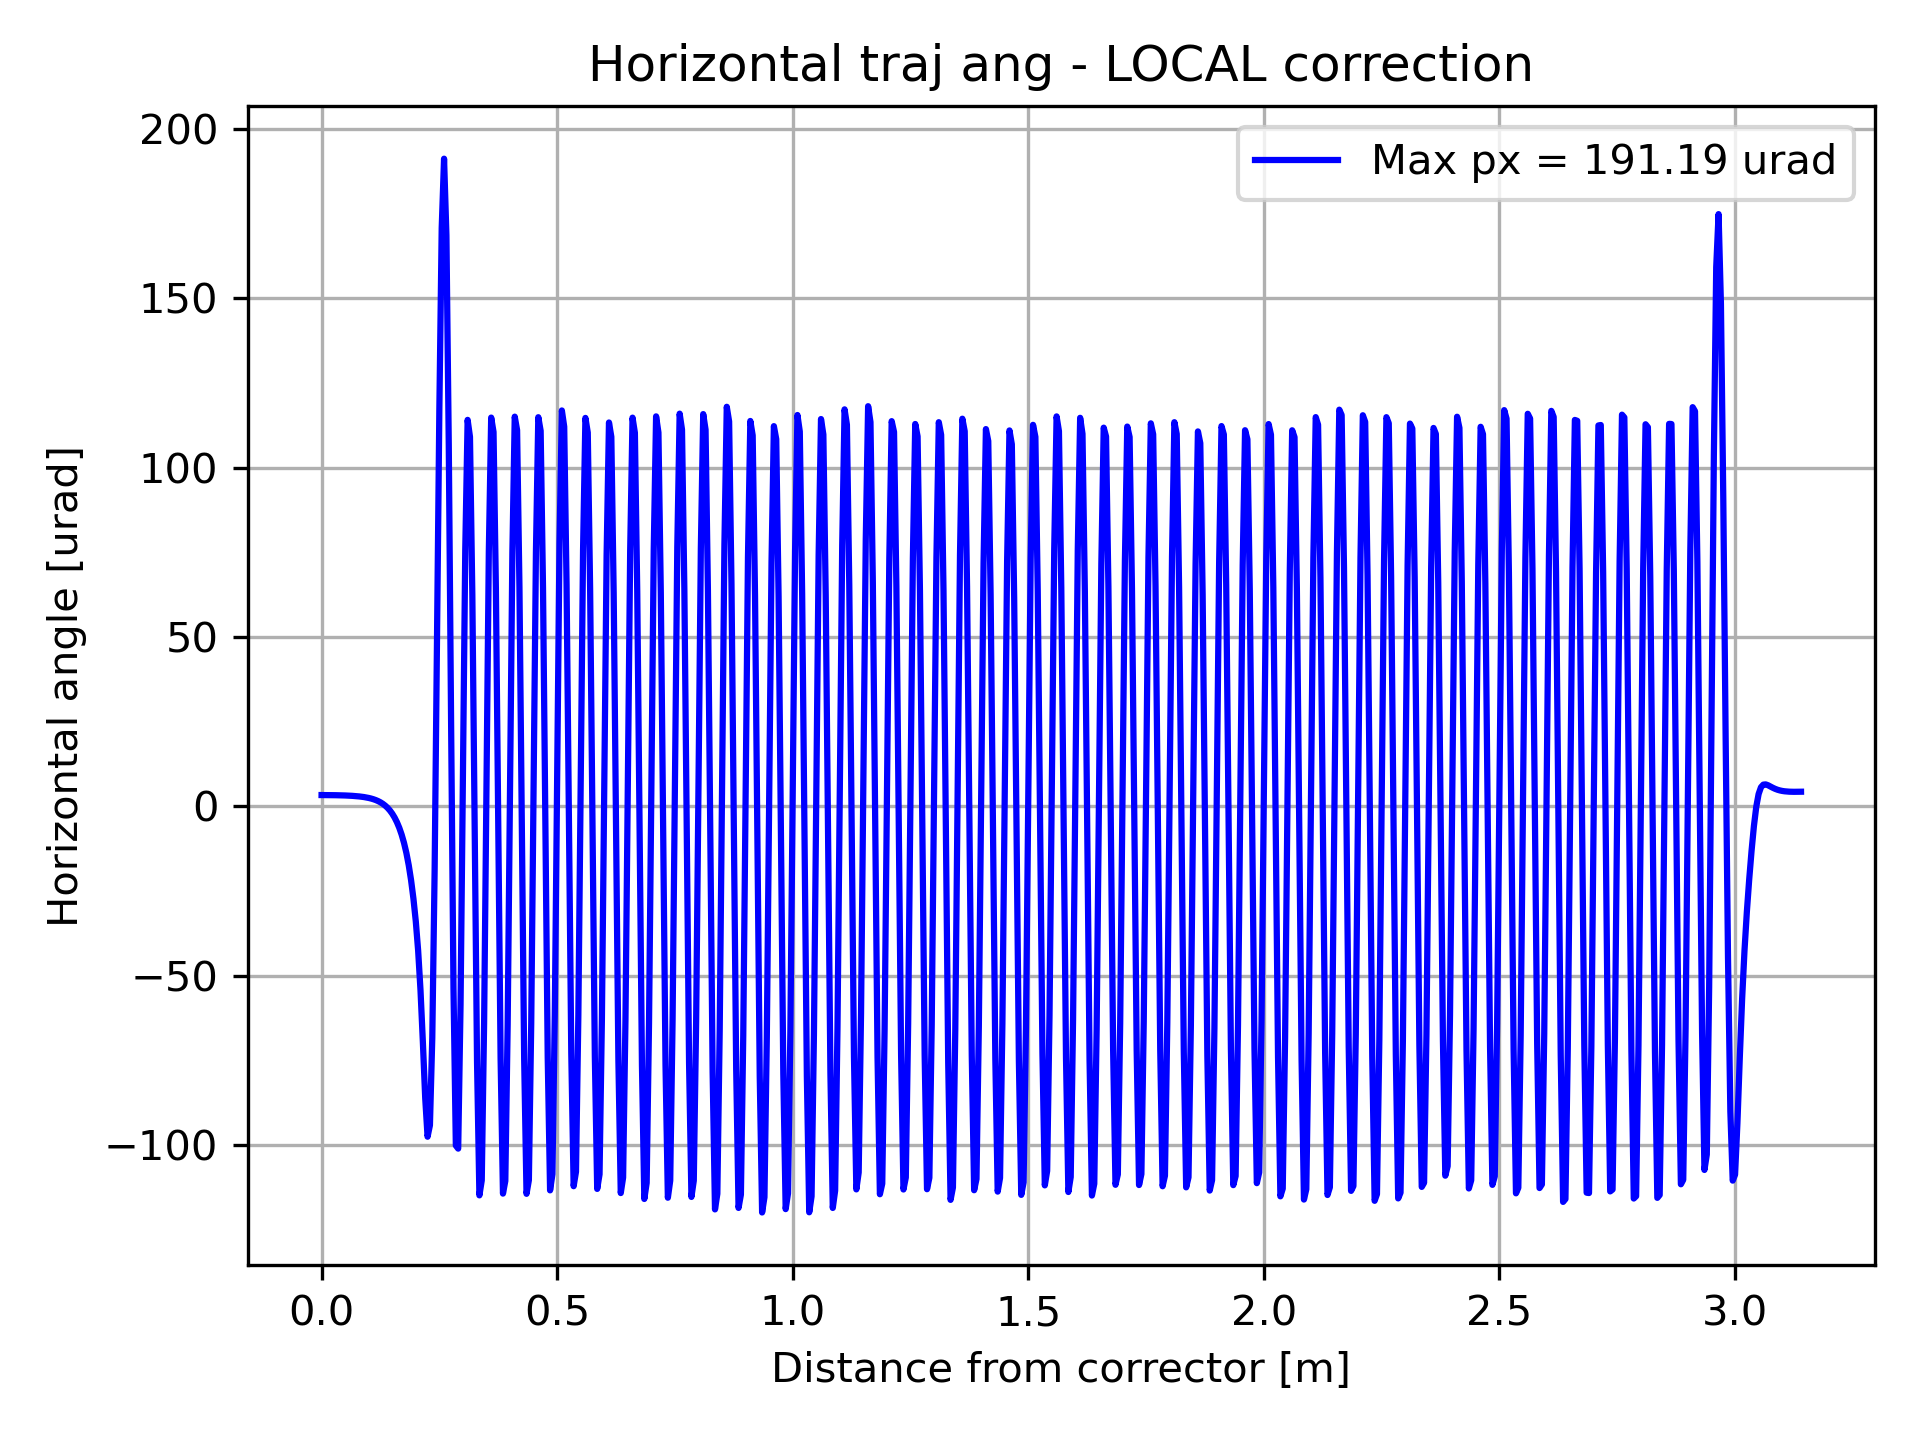 Horizontal traj ang - LOCAL correction
Max px = 191.19 urad
Horizontal angle [urad]
200
150
100
50
0
−50
−100
0.0 0.5 1.0 1.5 2.0 2.5 3.0
Distance from corrector [m]